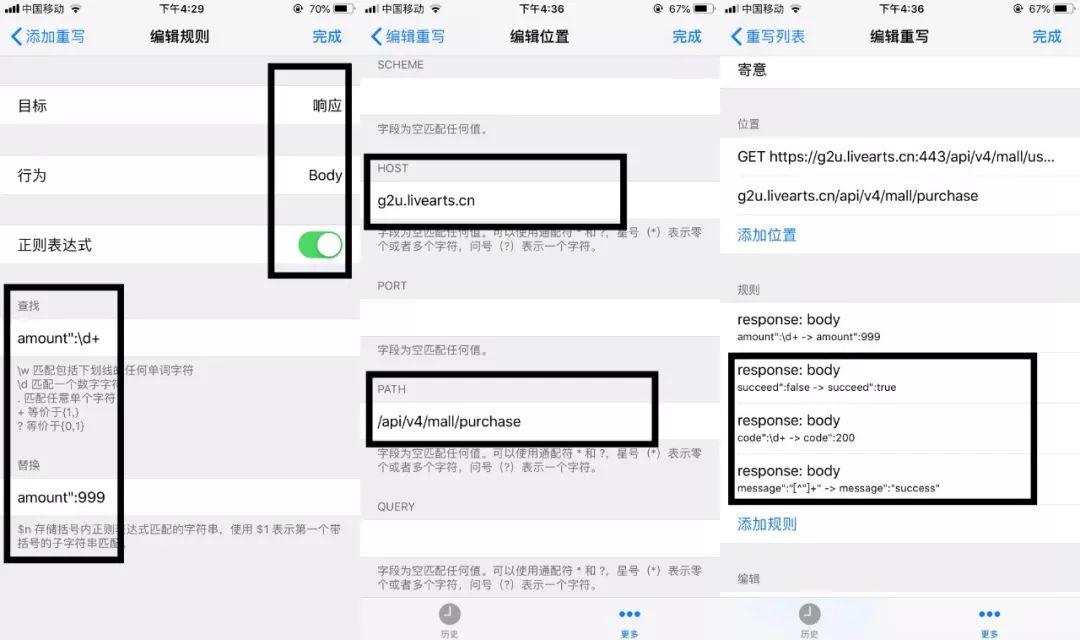 中国移动 下午4:29 70%
添加重写 编辑规则 完成
目标 响应
行为 Body
正则表达式
查找
amount":\d+
\w 匹配包括下划线的任何单词字符
\d 匹配一个数字字符
. 匹配任意单个字符
+ 等价于{1,}
? 等价于{0,1}
替换
amount":999
$n 存储括号内正则表达式匹配的字符串，使用 $1 表示第一个带
括号的子字符串匹配。
中国移动 下午4:36 67%
编辑重写 编辑位置 完成
SCHEME
字段为空匹配任何值。
HOST
g2u.livearts.cn
字段为空匹配任何值。可以使用通配符 * 和 ?，星号（*）表示零
个或者多个字符，问号（?）表示一个字符。
PORT
字段为空匹配任何值。
PATH
/api/v4/mall/purchase
字段为空匹配任何值。可以使用通配符 * 和 ?，星号（*）表示零
个或者多个字符，问号（?）表示一个字符。
QUERY
字段为空匹配任何值。可以使用通配符 * 和 ?，星号（*）表示零
个或者多个字符，问号（?）表示一个字符。
历史 更多
中国移动 下午4:36 67%
重写列表 编辑重写 完成
寄意
位置
GET https://g2u.livearts.cn:443/api/v4/mall/us...
g2u.livearts.cn/api/v4/mall/purchase
添加位置
规则
response: body
amount":\d+ -> amount":999
response: body
succeed":false -> succeed":true
response: body
code":\d+ -> code":200
response: body
message":"[^"]+" -> message":"success"
添加规则
编辑
历史 更多